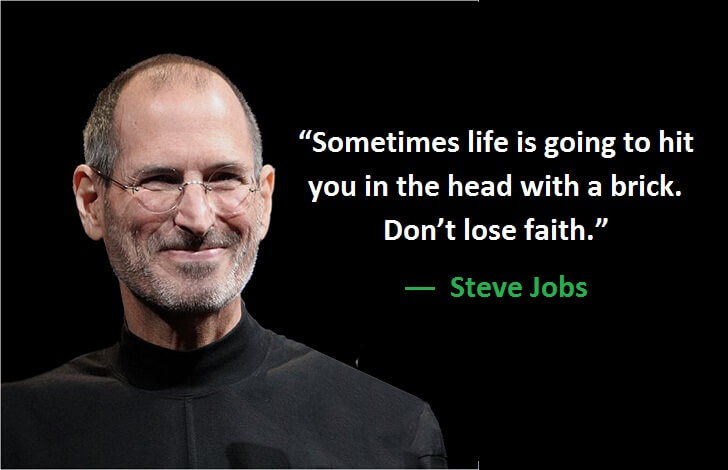 “Sometimes life is going to hit
you in the head with a brick.
Don’t lose faith.”
— Steve Jobs